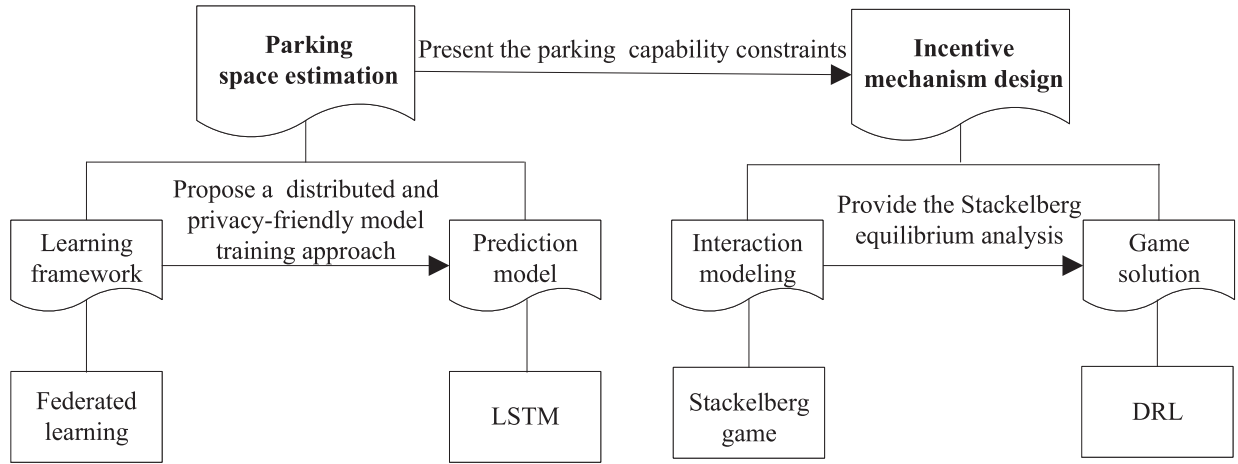 Parking
space estimation
Present the parking capability constraints
Incentive
mechanism design
Propose a distributed and
privacy-friendly model
training approach
Learning
framework
Prediction
model
Provide the Stackelberg
equilibrium analysis
Interaction
modeling
Game
solution
Federated
learning
LSTM
Stackelberg
game
DRL